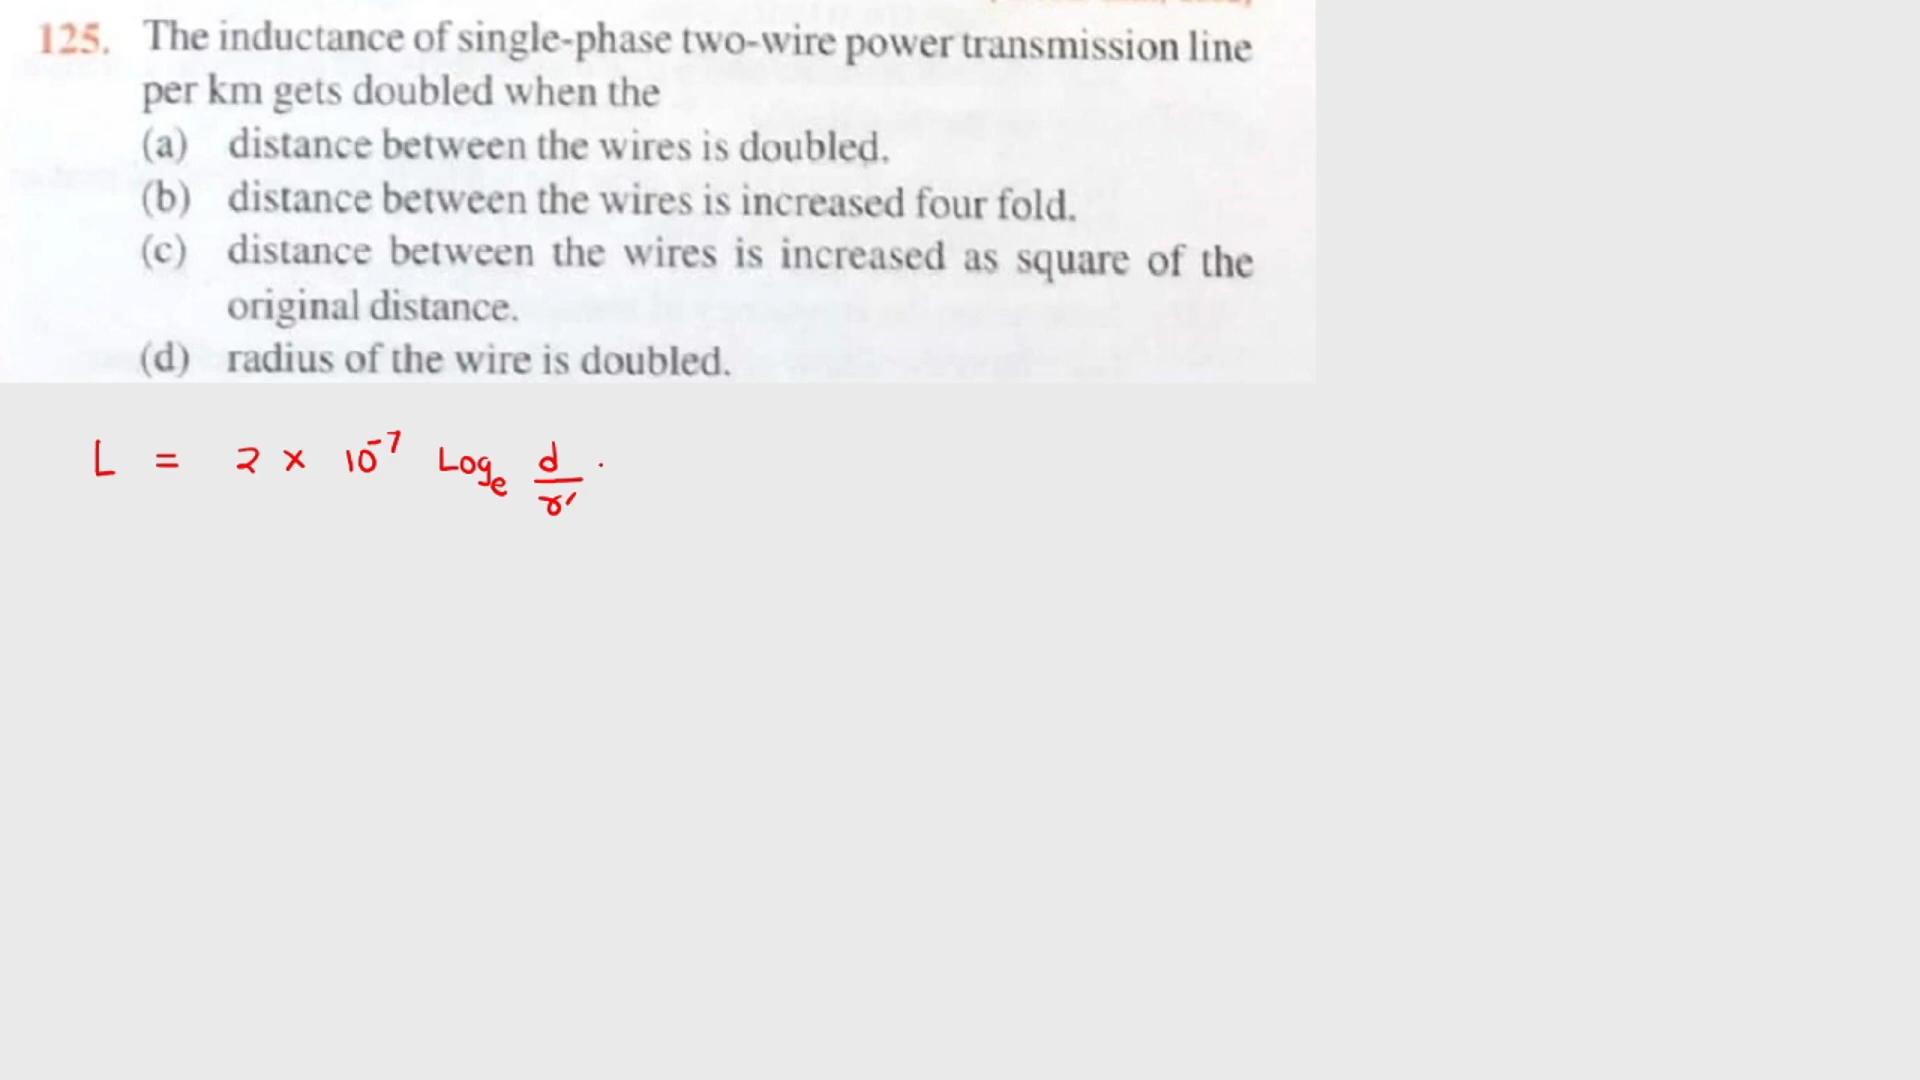 125. The inductance of single-phase two-wire power transmission line
per km gets doubled when the
(a) distance between the wires is doubled.
(b) distance between the wires is increased four fold.
(c) distance between the wires is increased as square of the
original distance.
(d) radius of the wire is doubled.
L = 2 × 10⁻⁷ Logₑ d/r′